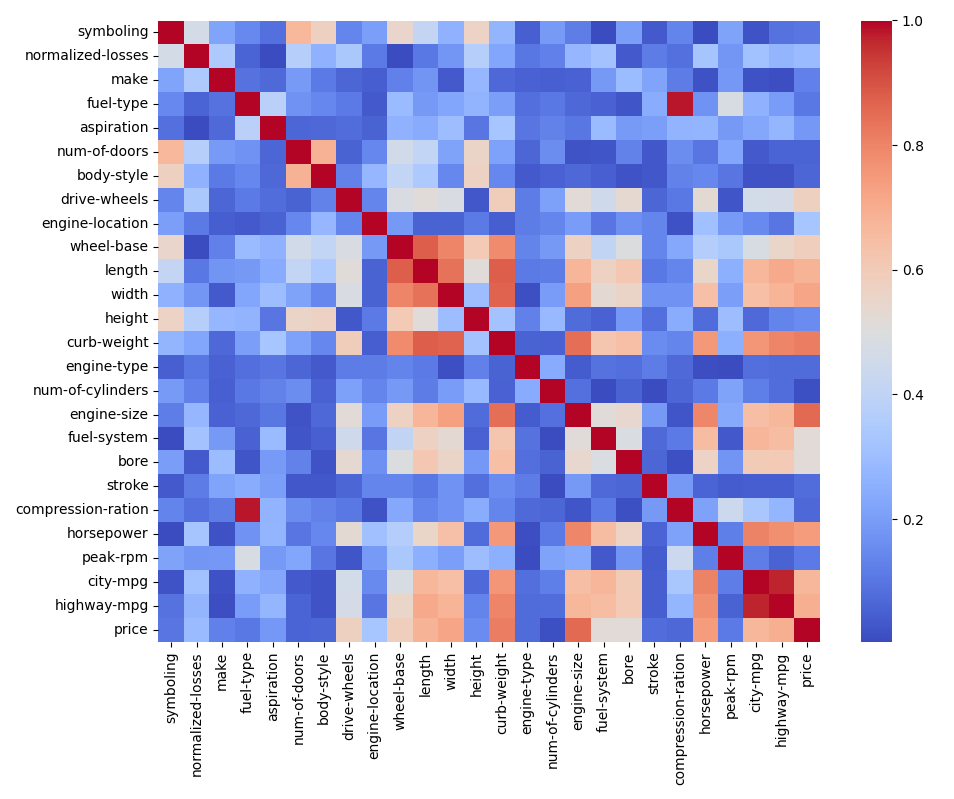 symboling
normalized-losses
make
fuel-type
aspiration
num-of-doors
body-style
drive-wheels
engine-location
wheel-base
length
width
height
curb-weight
engine-type
num-of-cylinders
engine-size
fuel-system
bore
stroke
compression-ration
horsepower
peak-rpm
city-mpg
highway-mpg
price
symboling
normalized-losses
make
fuel-type
aspiration
num-of-doors
body-style
drive-wheels
engine-location
wheel-base
length
width
height
curb-weight
engine-type
num-of-cylinders
engine-size
fuel-system
bore
stroke
compression-ration
horsepower
peak-rpm
city-mpg
highway-mpg
price
1.0
0.8
0.6
0.4
0.2